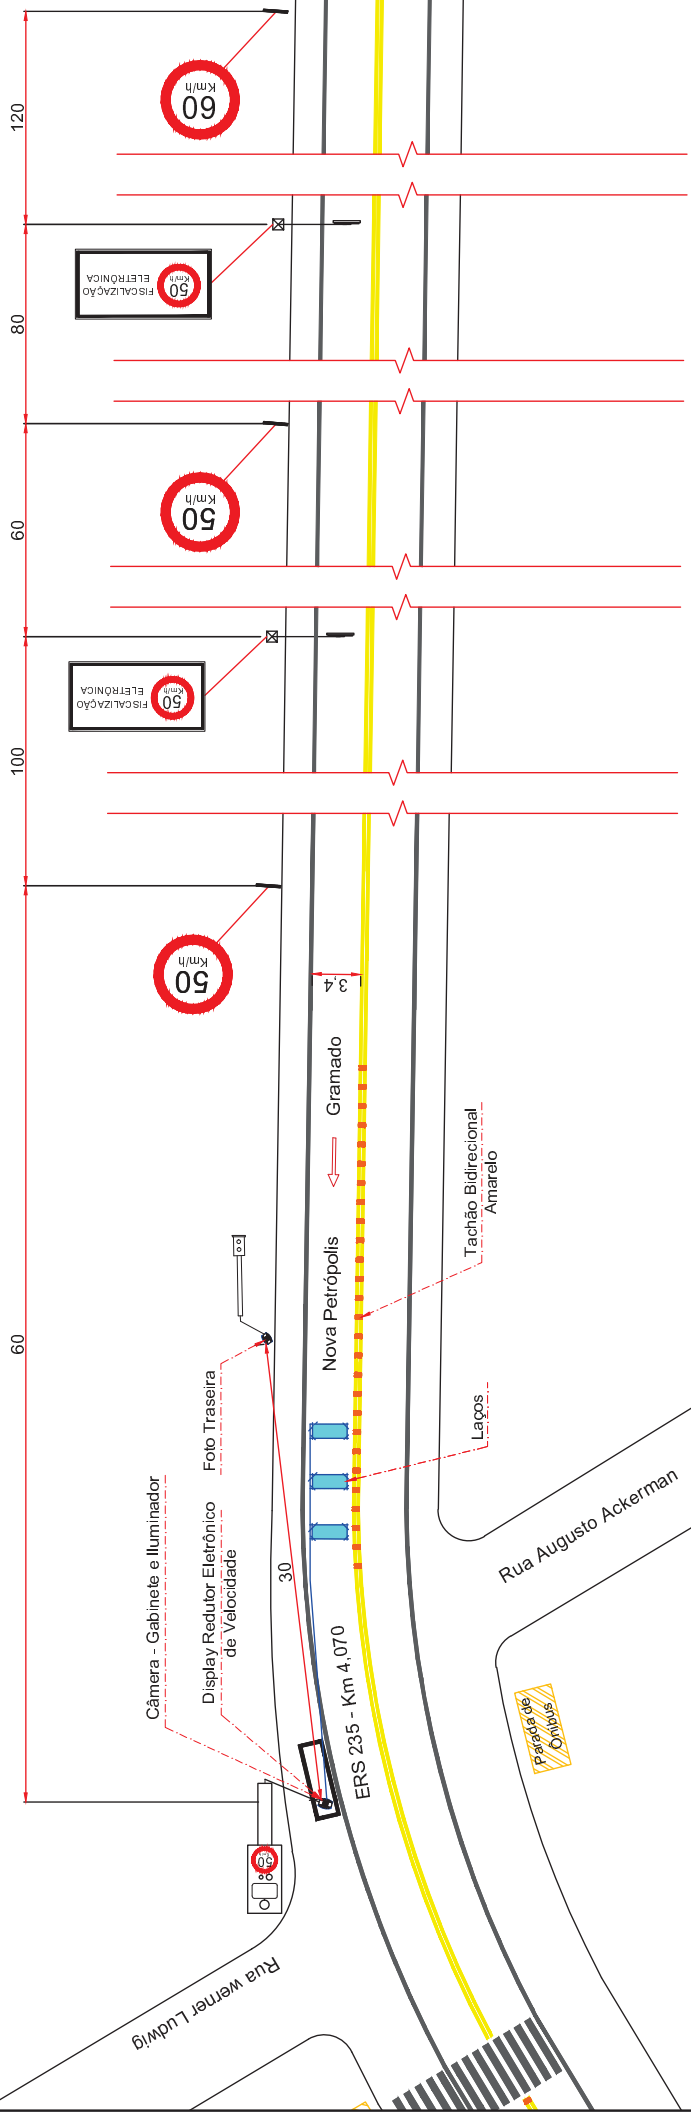 120
60
Km/h
80
FISCALIZAÇÃO
ELETRÔNICA
50
Km/h
60
50
Km/h
100
FISCALIZAÇÃO
ELETRÔNICA
50
Km/h
50
Km/h
3,4
Gramado
Nova Petrópolis
Tachão Bidirecional
Amarelo
60
Foto Traseira
Laços
Câmera - Gabinete e Iluminador
Display Redutor Eletrônico
de Velocidade
30
Rua Augusto Ackerman
ERS 235 - Km 4,070
Parada de
Ônibus
50
Rua werner Ludwig